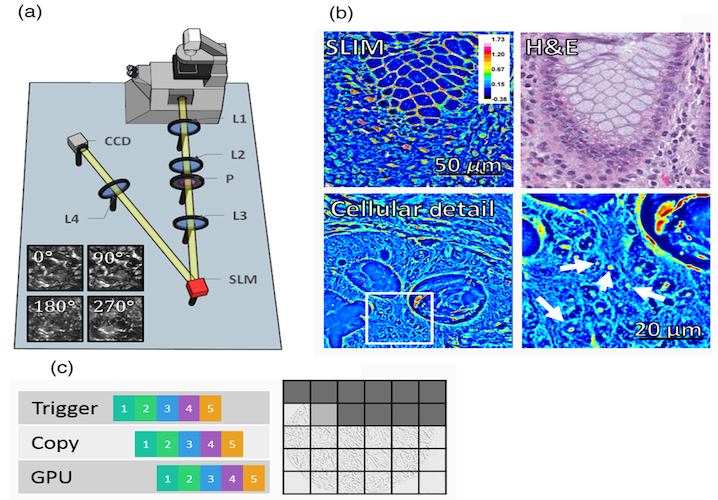 (a)
L1
CCD
L2
P
L4
L3
SLM
0°
90°
180°
270°
(b)
SLIM
1.73
1.20
0.67
0.15
-0.38
50 µm
H&E
Cellular detail
20 µm
(c)
Trigger
1 2 3 4 5
Copy
1 2 3 4 5
GPU
1 2 3 4 5